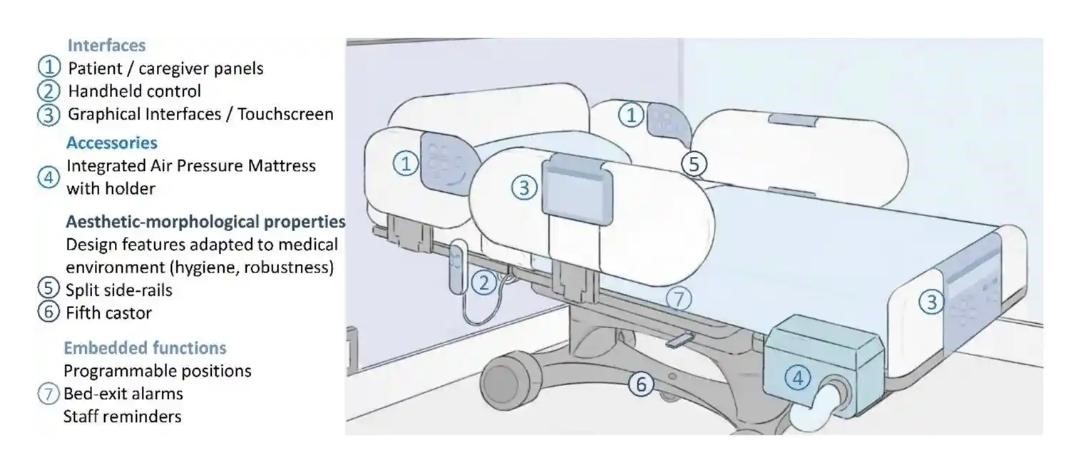 Interfaces
1 Patient / caregiver panels
2 Handheld control
3 Graphical Interfaces / Touchscreen
Accessories
4 Integrated Air Pressure Mattress
with holder
Aesthetic-morphological properties
Design features adapted to medical
environment (hygiene, robustness)
5 Split side-rails
6 Fifth castor
Embedded functions
Programmable positions
7 Bed-exit alarms
Staff reminders
1
1
5
3
2
7
3
4
6